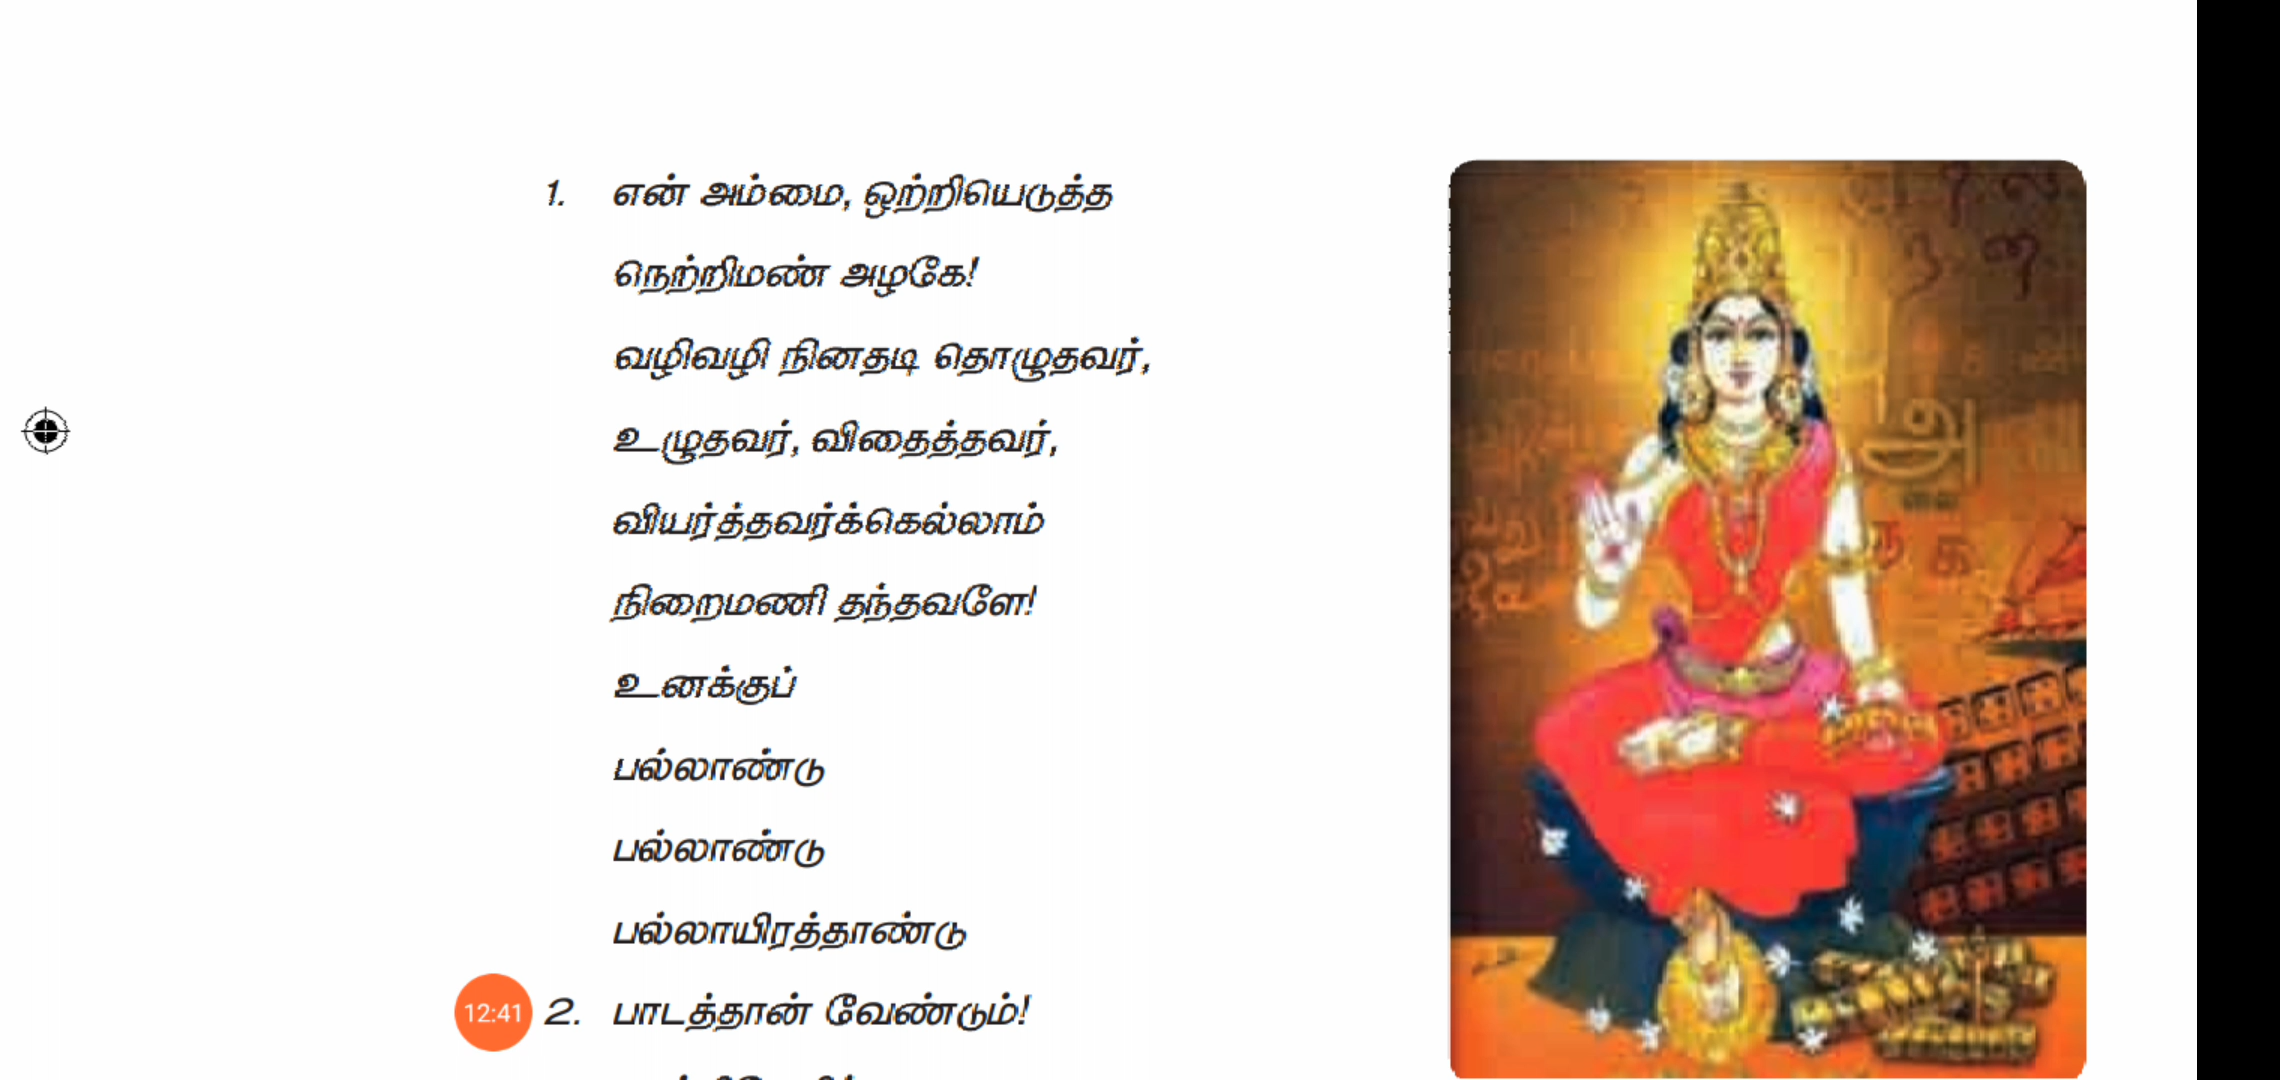 1. என் அம்மை, ஒற்றியெடுத்த
நெற்றிமண் அழகே!
வழிவழி நினதடி தொழுதவர்,
உழுதவர், விதைத்தவர்,
வியர்த்தவர்க்கெல்லாம்
நிறைமணி தந்தவளே!
உனக்குப்
பல்லாண்டு
பல்லாண்டு
பல்லாயிரத்தாண்டு
12:41
2. பாடத்தான் வேண்டும்!
அ